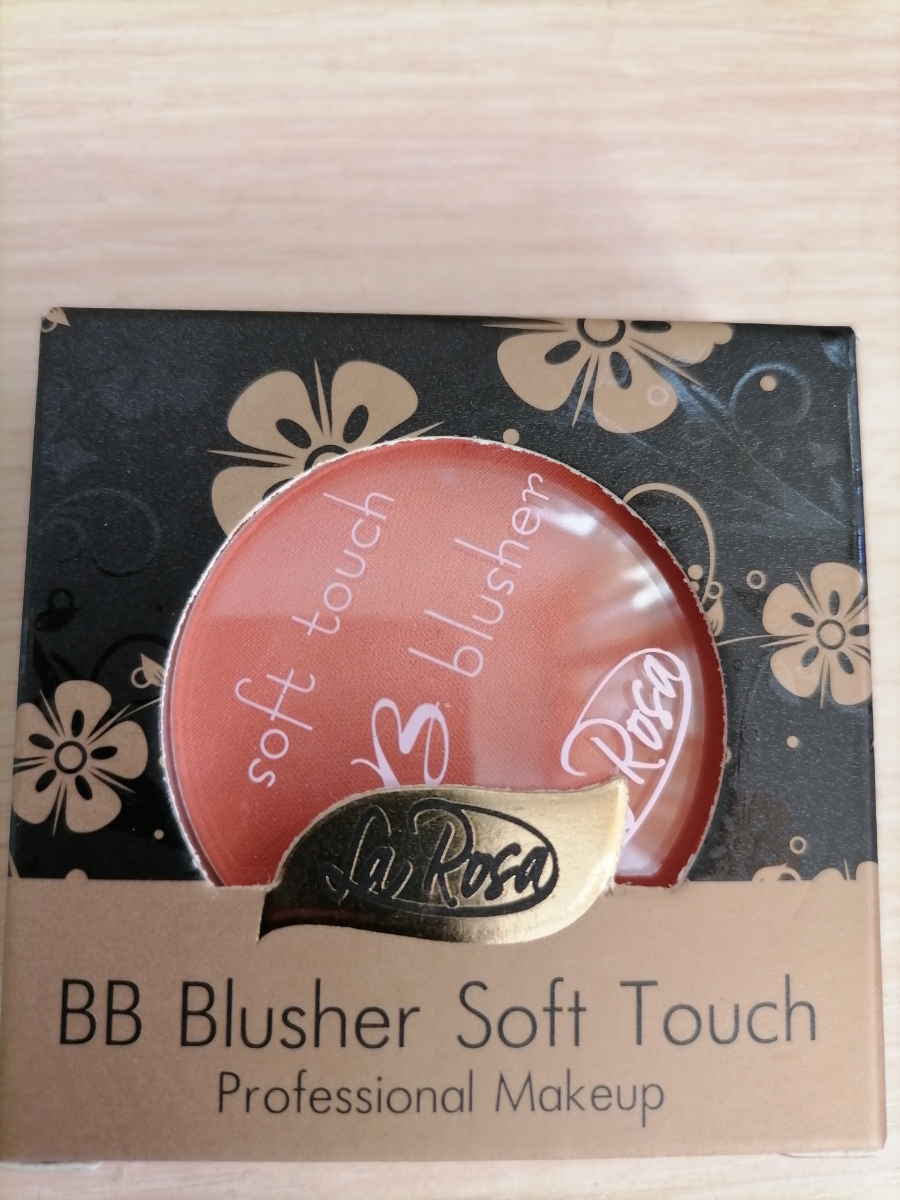 soft touch
B blusher
Rosa
La Rosa
BB Blusher Soft Touch
Professional Makeup